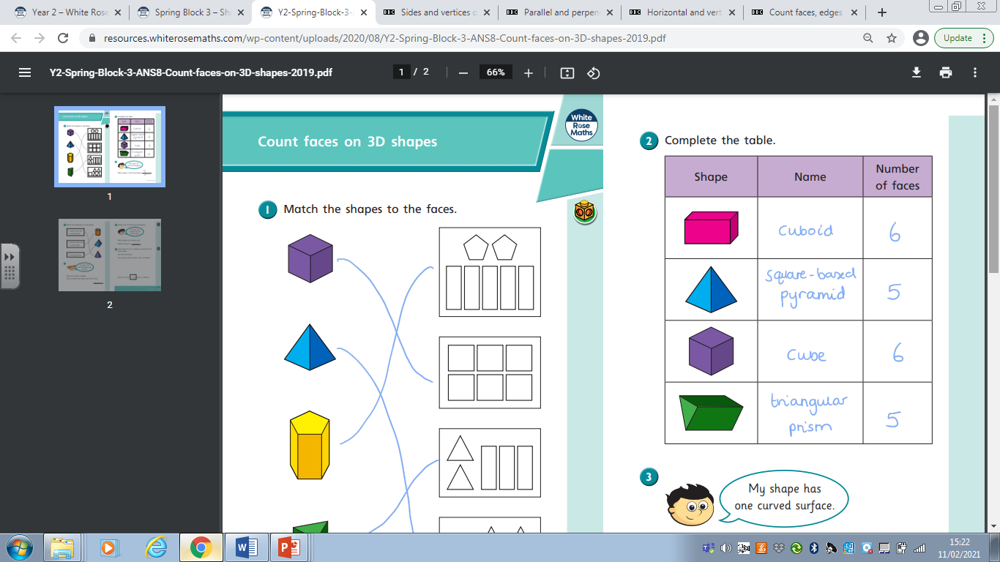 Year 2 – White Rose
Spring Block 3 – Sha
Y2-Spring-Block-3-
BBC Sides and vertices o
BBC Parallel and perpen
BBC Horizontal and vert
BBC Count faces, edges
resources.whiterosemaths.com/wp-content/uploads/2020/08/Y2-Spring-Block-3-ANS8-Count-faces-on-3D-shapes-2019.pdf
Update
Y2-Spring-Block-3-ANS8-Count-faces-on-3D-shapes-2019.pdf
1 / 2
66%
1
2
Count faces on 3D shapes
White
Rose
Maths
1 Match the shapes to the faces.
2 Complete the table.
Shape Name Number of faces
Cuboid 6
square-based
pyramid 5
Cube 6
triangular
prism 5
3
My shape has
one curved surface.
15:22
11/02/2021